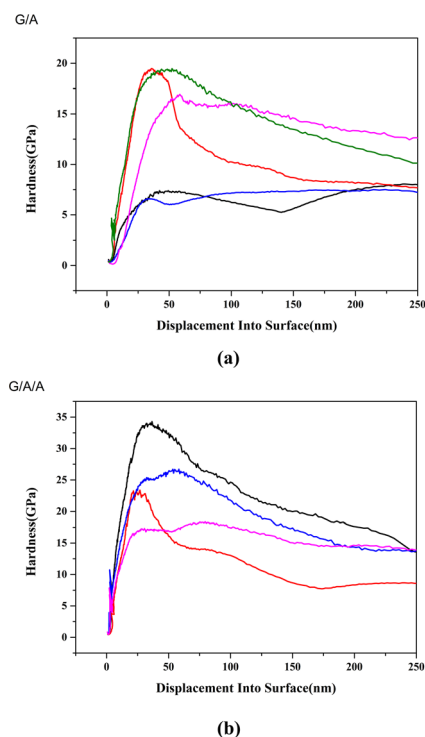 G/A
20
15
10
5
0
Hardness(GPa)
0 50 100 150 200 250
Displacement Into Surface(nm)
(a)
G/A/A
35
30
25
20
15
10
5
0
Hardness(GPa)
0 50 100 150 200 250
Displacement Into Surface(nm)
(b)